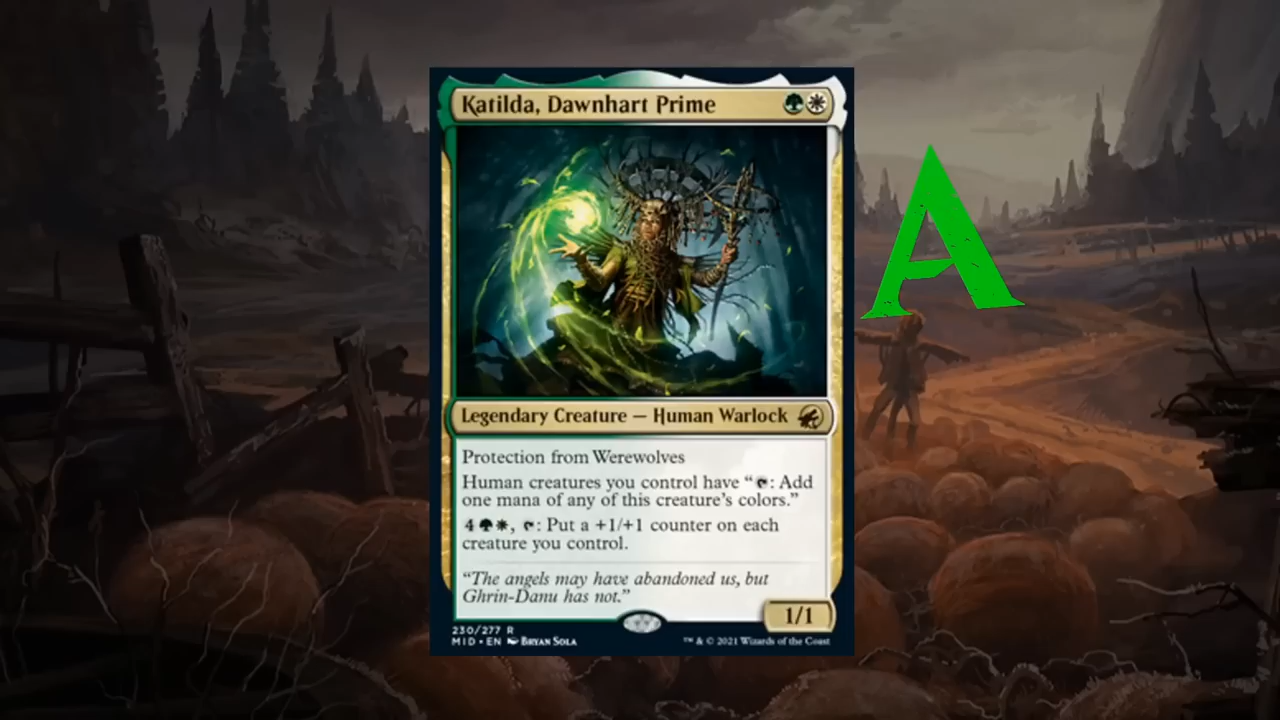 Katilda, Dawnhart Prime
A
Legendary Creature — Human Warlock
Protection from Werewolves
Human creatures you control have “: Add
one mana of any of this creature’s colors.”
4, : Put a +1/+1 counter on each
creature you control.
“The angels may have abandoned us, but
Ghrin-Danu has not.”
1/1
230/277 R
MID • EN Bryan Sola
™ & © 2021 Wizards of the Coast